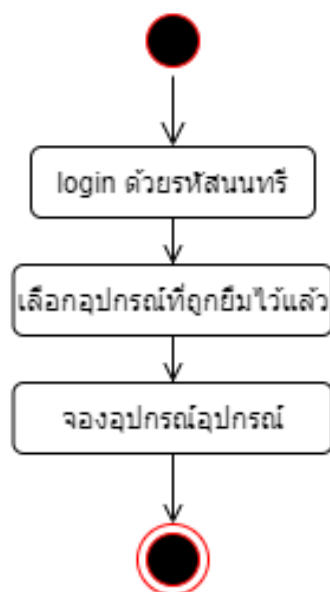 login ด้วยรหัสนนทรี
เลือกอุปกรณ์ที่ถูกยืมไว้แล้ว
จองอุปกรณ์อุปกรณ์